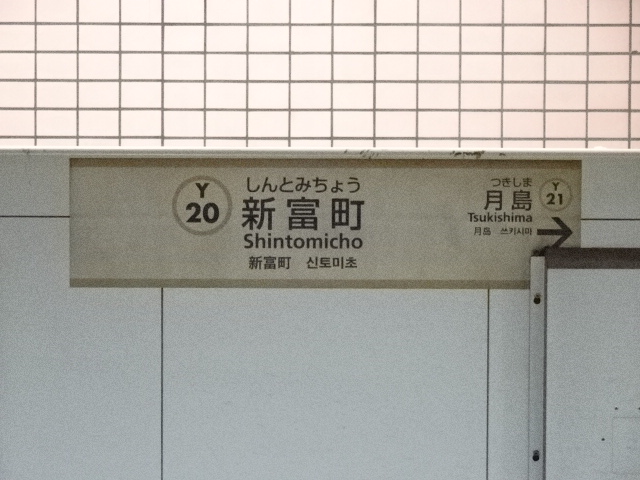 Y
20
しんとみちょう
新富町
Shintomicho
新富町 신토미초
つきしま
月島
Tsukishima
月岛 쓰키시마
Y
21